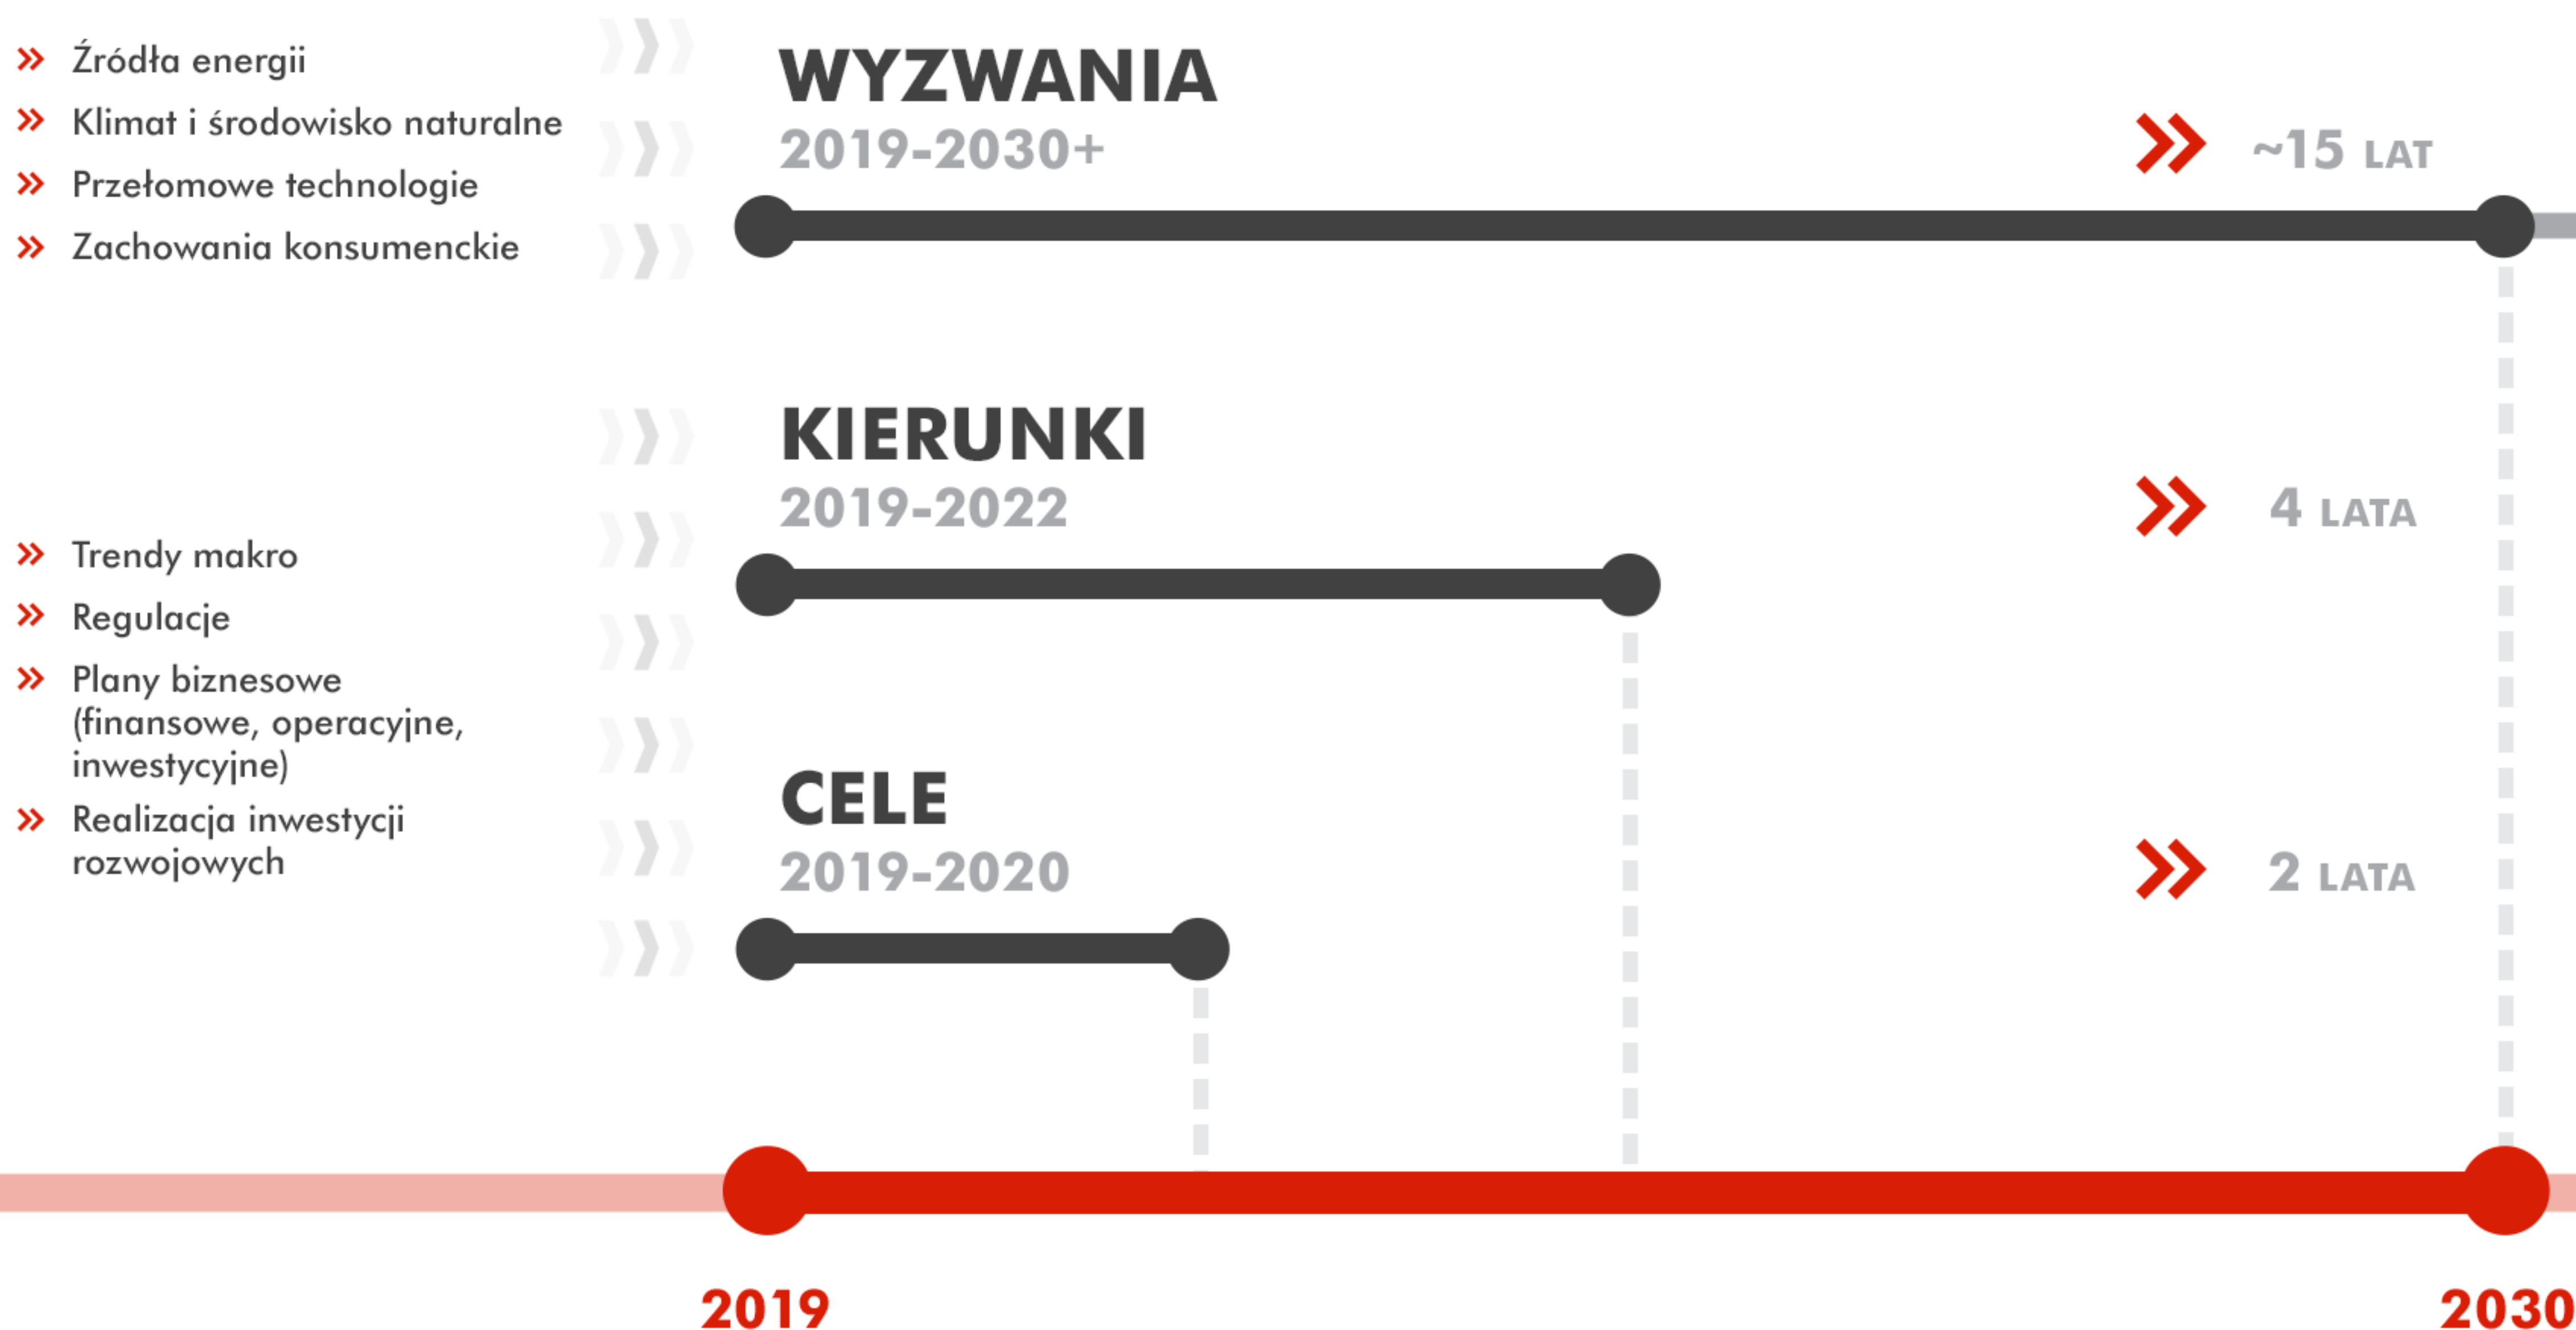 Źródła energii
Klimat i środowisko naturalne
Przełomowe technologie
Zachowania konsumenckie
WYZWANIA
2019-2030+
~15 LAT
KIERUNKI
2019-2022
4 LATA
Trendy makro
Regulacje
Plany biznesowe
(finansowe, operacyjne,
inwestycyjne)
Realizacja inwestycji
rozwojowych
CELE
2019-2020
2 LATA
2019
2030